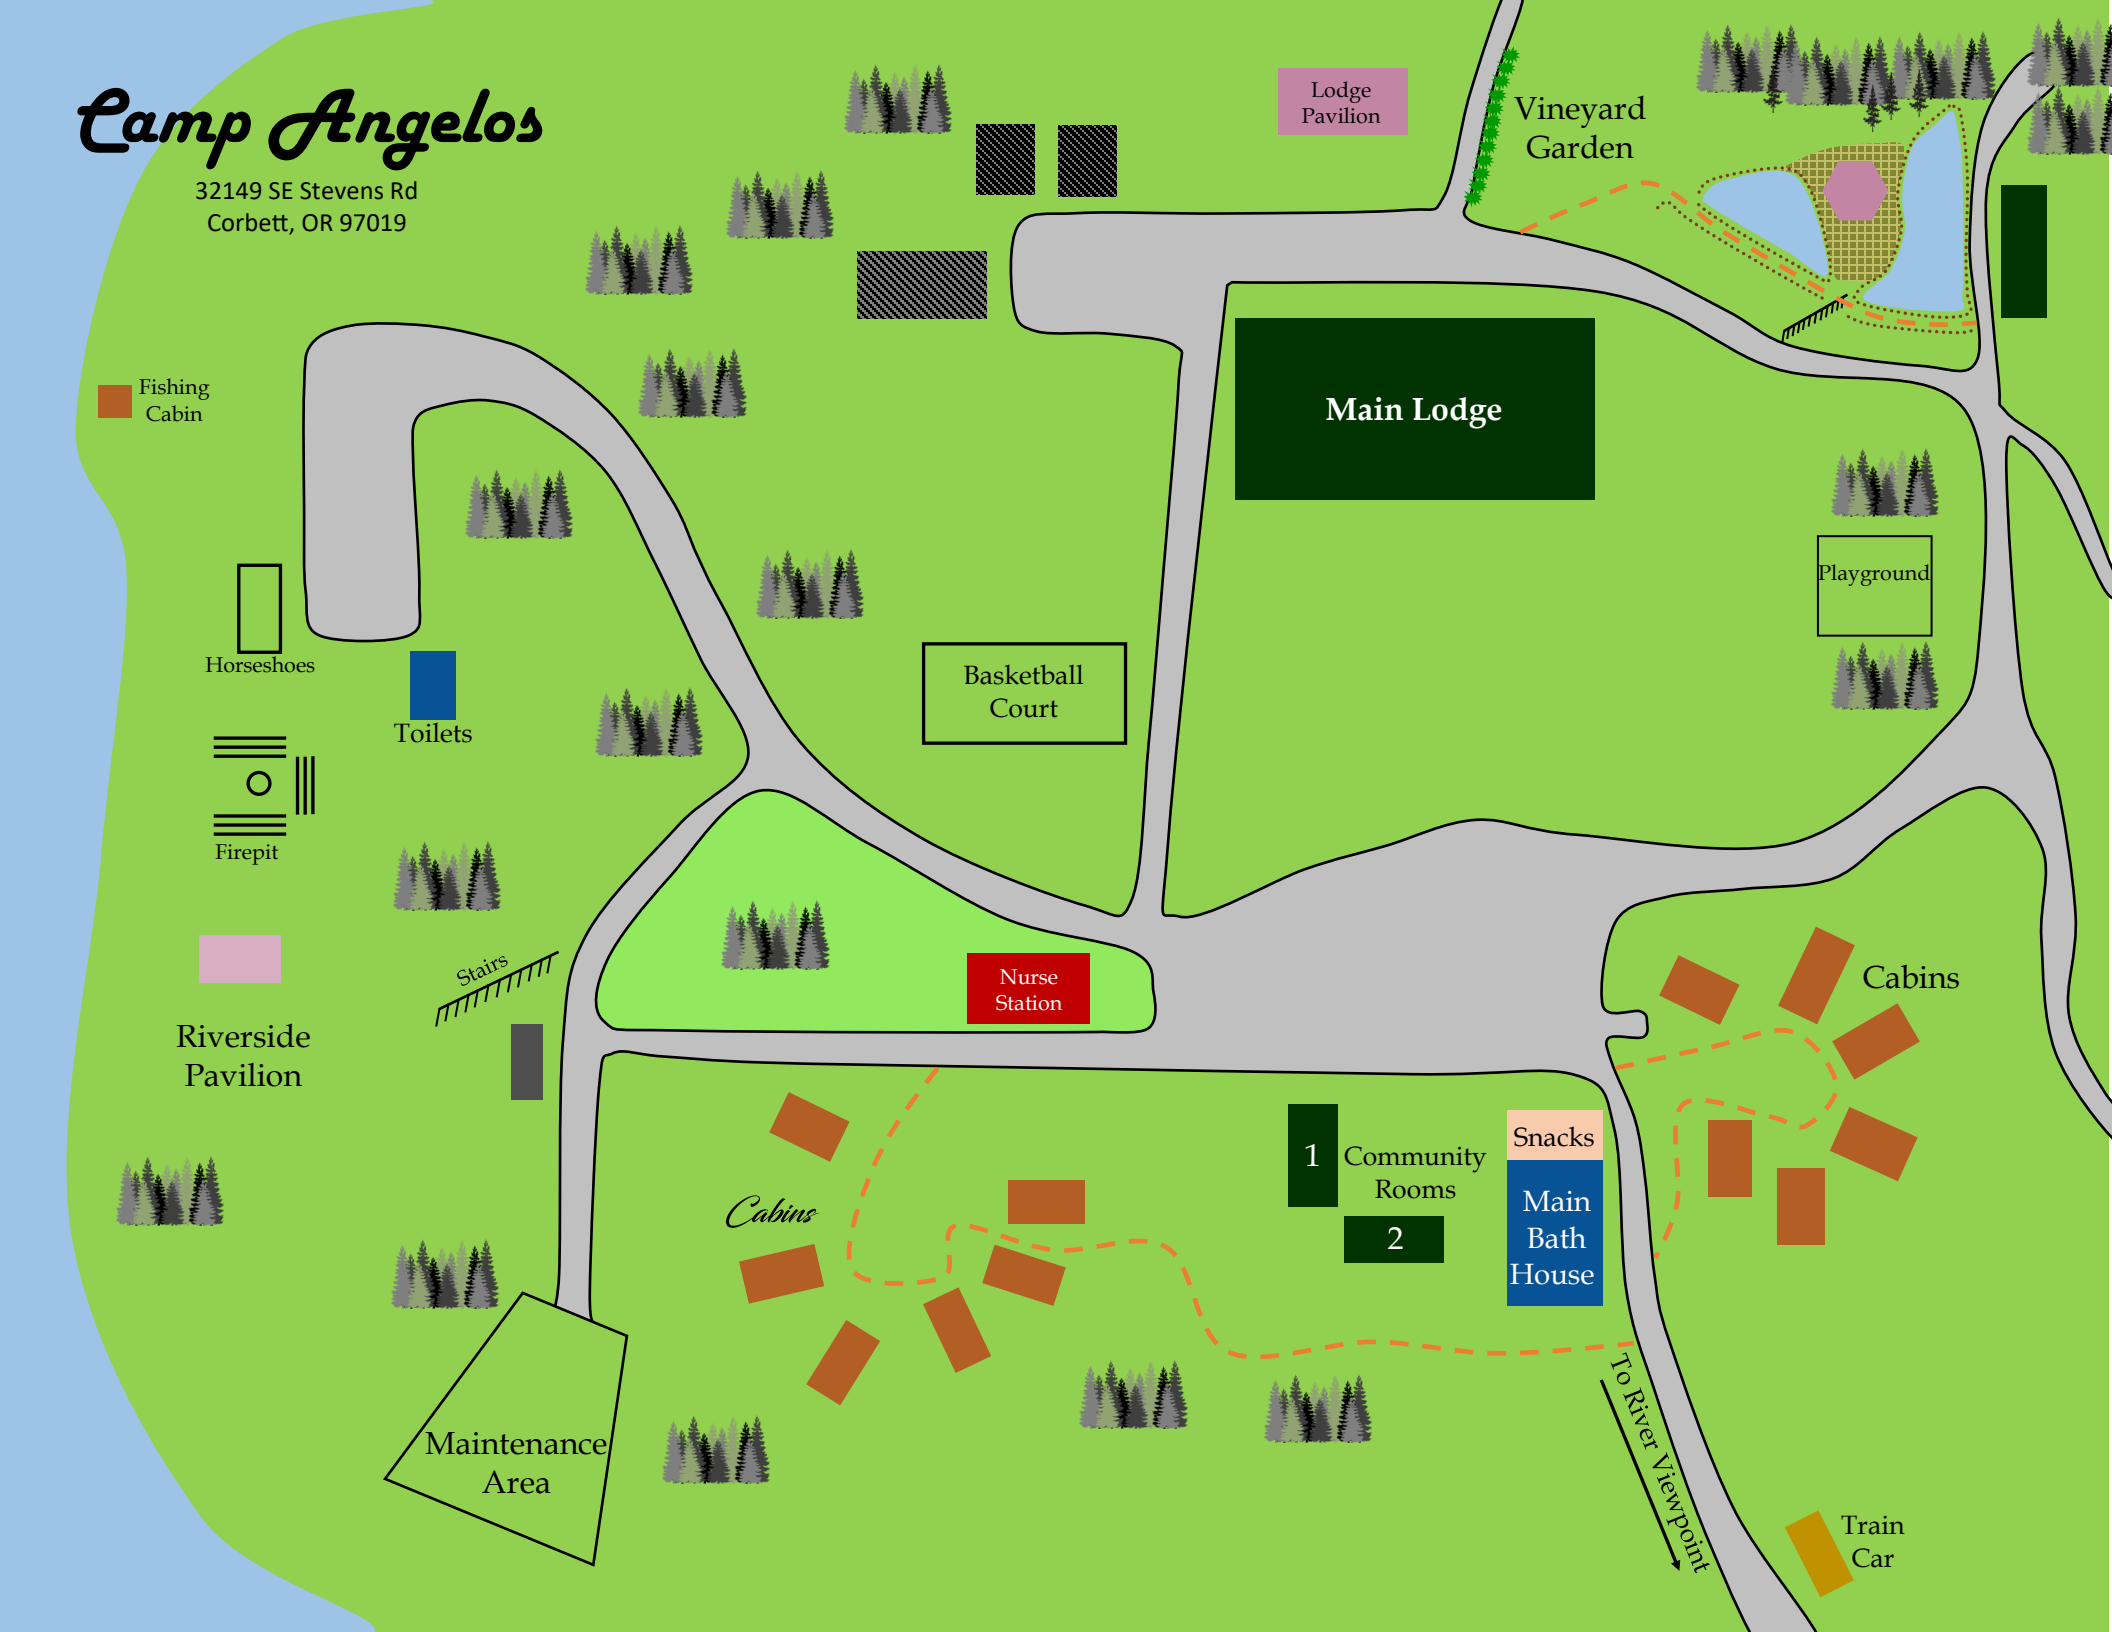 Camp Angelos
32149 SE Stevens Rd
Corbett, OR 97019
Lodge
Pavilion
Vineyard
Garden
Fishing
Cabin
Main Lodge
Playground
Horseshoes
Toilets
Basketball
Court
Firepit
Stairs
Nurse
Station
Cabins
Riverside
Pavilion
Snacks
1
Community
Rooms
2
Main
Bath
House
Cabins
Maintenance
Area
To River Viewpoint
Train
Car